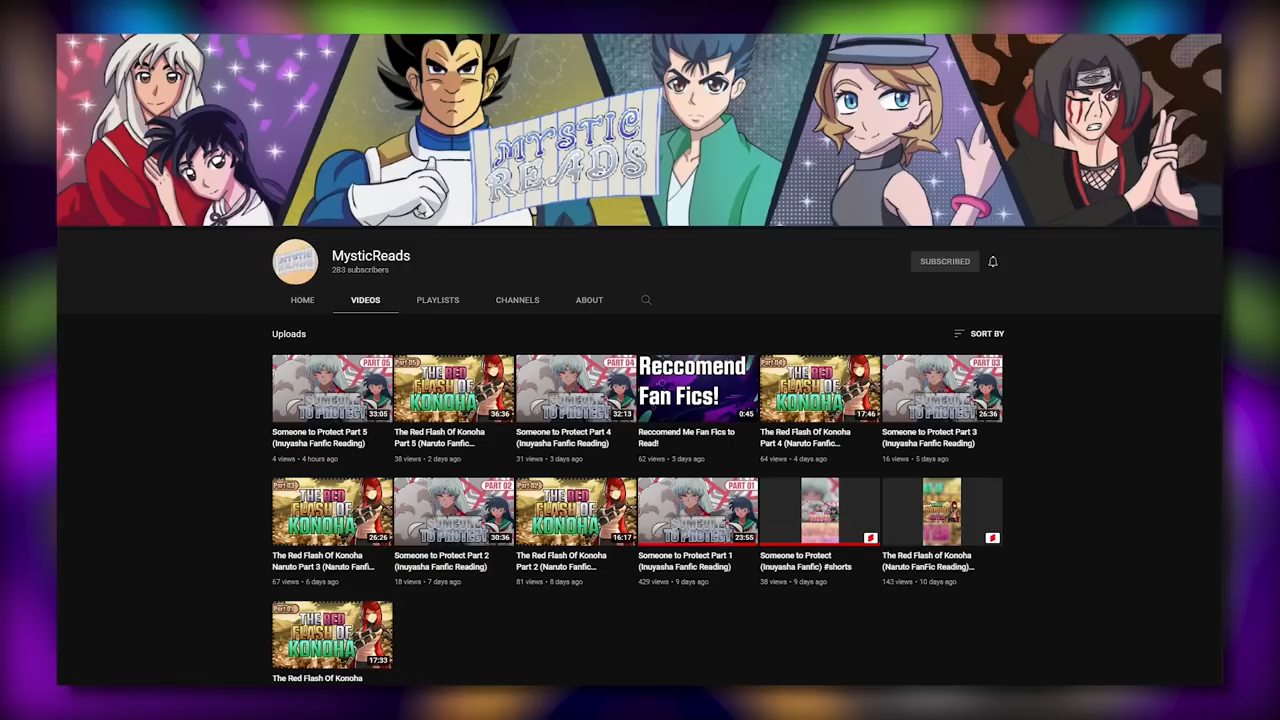 MYSTIC
READS
MysticReads
283 subscribers
SUBSCRIBED
HOME
VIDEOS
PLAYLISTS
CHANNELS
ABOUT
Uploads
SORT BY
PART 05
SOMEONE
TO PROTECT
33:05
Part 05
THE RED
FLASH OF
KONOHA
36:36
PART 04
SOMEONE
TO PROTECT
32:13
Reccomend
Fan Fics!
0:45
Part 04
THE RED
FLASH OF
KONOHA
17:46
PART 03
SOMEONE
TO PROTECT
26:36
Someone to Protect Part 5
(Inuyasha Fanfic Reading)
4 views • 4 hours ago
The Red Flash Of Konoha
Part 5 (Naruto Fanfic...
38 views • 2 days ago
Someone to Protect Part 4
(Inuyasha Fanfic Reading)
31 views • 3 days ago
Reccomend Me Fan Fics to
Read!
62 views • 3 days ago
The Red Flash Of Konoha
Part 4 (Naruto Fanfic...
64 views • 4 days ago
Someone to Protect Part 3
(Inuyasha Fanfic Reading)
16 views • 5 days ago
Part 03
THE RED
FLASH OF
KONOHA
26:26
PART 02
SOMEONE
TO PROTECT
30:36
Part 02
THE RED
FLASH OF
KONOHA
16:17
PART 01
SOMEONE
TO PROTECT
23:55
The Red Flash Of Konoha
Naruto Part 3 (Naruto Fanfi...
67 views • 6 days ago
Someone to Protect Part 2
(Inuyasha Fanfic Reading)
18 views • 7 days ago
The Red Flash Of Konoha
Part 2 (Naruto Fanfic...
81 views • 8 days ago
Someone to Protect Part 1
(Inuyasha Fanfic Reading)
429 views • 9 days ago
Someone to Protect
(Inuyasha Fanfic) #shorts
38 views • 9 days ago
The Red Flash of Konoha
(Naruto FanFic Reading)...
143 views • 10 days ago
Part 01
THE RED
FLASH OF
KONOHA
17:33
The Red Flash Of Konoha